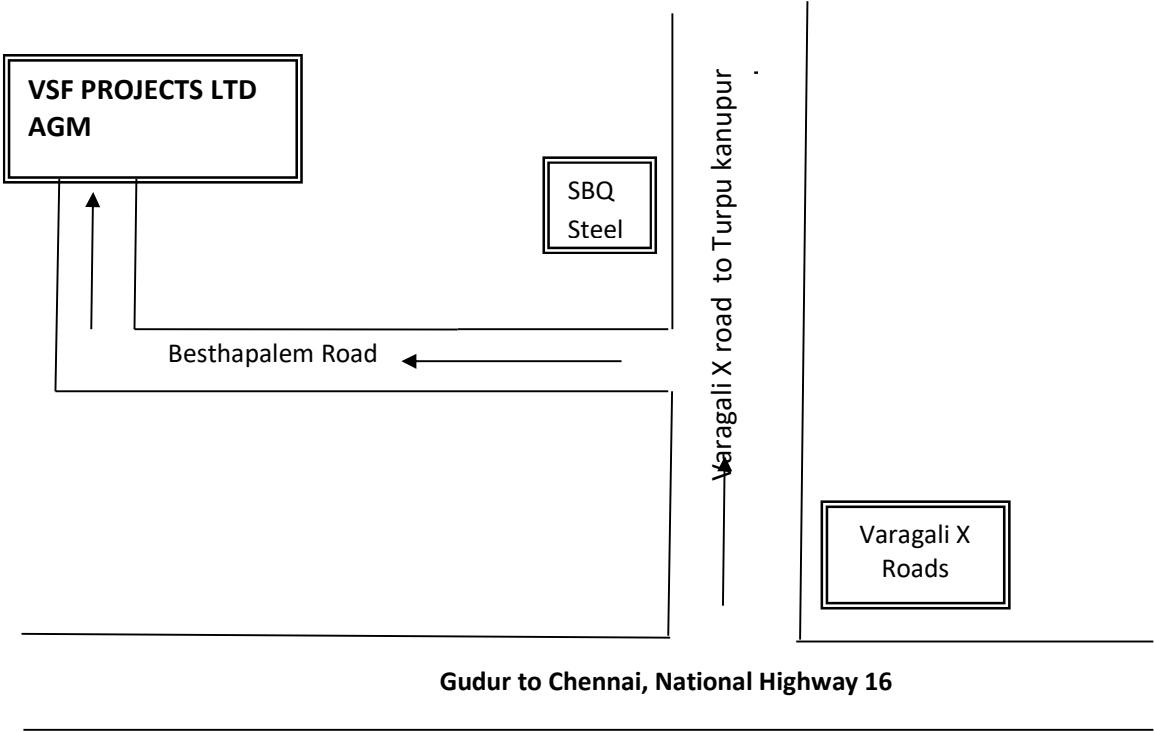 VSF PROJECTS LTD
AGM
SBQ
Steel
Varagali X road to Turpu kanupur
Besthapalem Road
Varagali X
Roads
Gudur to Chennai, National Highway 16